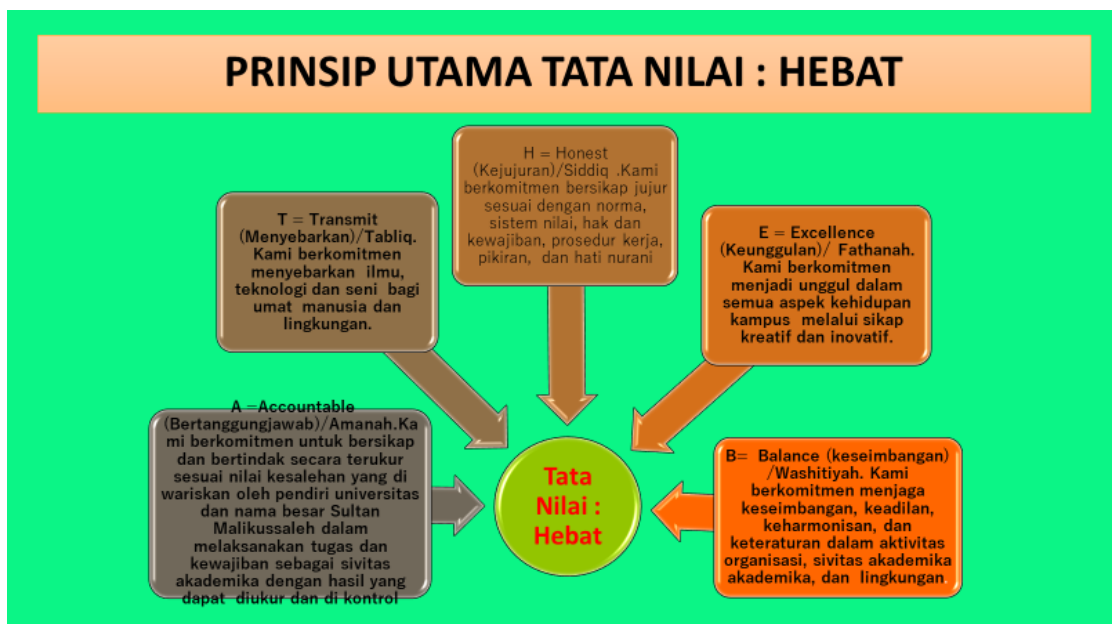 PRINSIP UTAMA TATA NILAI : HEBAT
H = Honest
(Kejujuran)/Siddiq .Kami
berkomitmen bersikap jujur
sesuai dengan norma,
sistem nilai, hak dan
kewajiban, prosedur kerja,
pikiran, dan hati nurani
E = Excellence
(Keunggulan)/ Fathanah.
Kami berkomitmen
menjadi unggul dalam
semua aspek kehidupan
kampus melalui sikap
kreatif dan inovatif.
B= Balance (keseimbangan)
/Washitiyah. Kami
berkomitmen menjaga
keseimbangan, keadilan,
keharmonisan, dan
keteraturan dalam aktivitas
organisasi, sivitas akademika
akademika, dan lingkungan.
A =Accountable
(Bertanggungjawab)/Amanah.Ka
mi berkomitmen untuk bersikap
dan bertindak secara terukur
sesuai nilai kesalehan yang di
wariskan oleh pendiri universitas
dan nama besar Sultan
Malikussaleh dalam
melaksanakan tugas dan
kewajiban sebagai sivitas
akademika dengan hasil yang
dapat diukur dan di kontrol
T = Transmit
(Menyebarkan)/Tabliq.
Kami berkomitmen
menyebarkan ilmu,
teknologi dan seni bagi
umat manusia dan
lingkungan.
Tata
Nilai :
Hebat